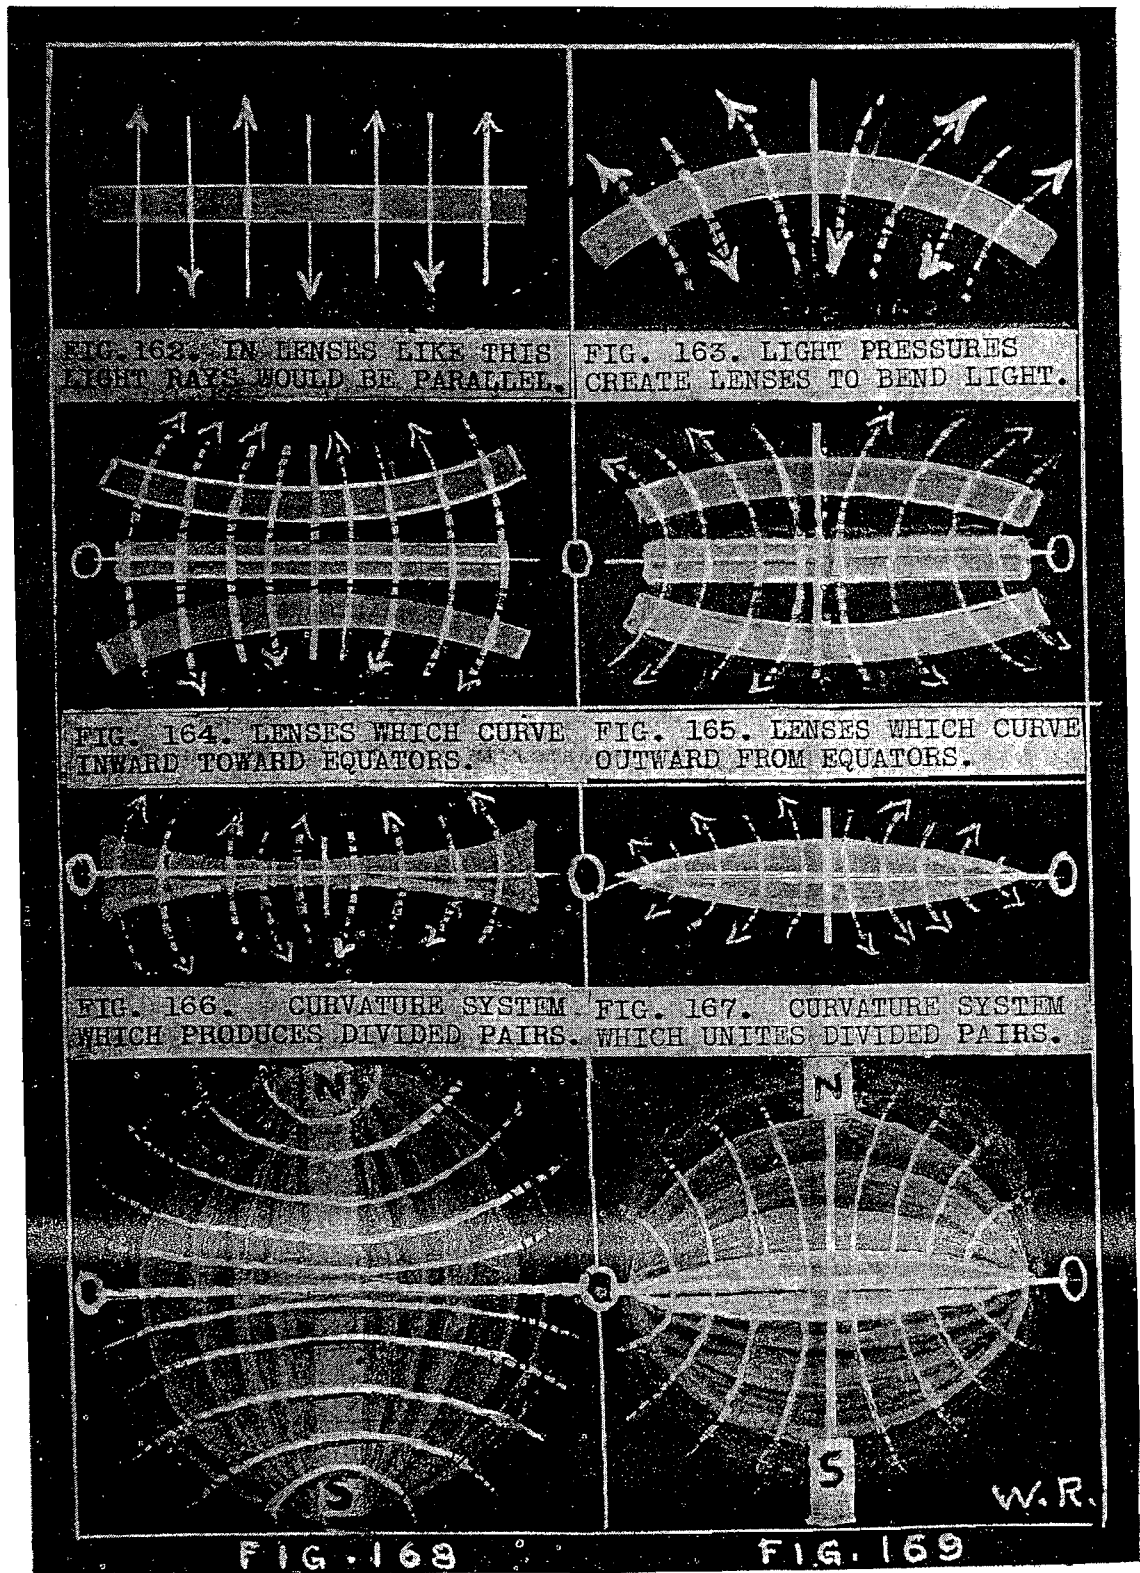 FIG. 162. IN LENSES LIKE THIS
LIGHT RAYS WOULD BE PARALLEL.
FIG. 163. LIGHT PRESSURES
CREATE LENSES TO BEND LIGHT.
O
O
O
FIG. 164. LENSES WHICH CURVE
INWARD TOWARD EQUATORS.
FIG. 165. LENSES WHICH CURVE
OUTWARD FROM EQUATORS.
O
O
O
FIG. 166. CURVATURE SYSTEM
WHICH PRODUCES DIVIDED PAIRS.
FIG. 167. CURVATURE SYSTEM
WHICH UNITES DIVIDED PAIRS.
N
N
O
O
O
S
S
W.R.
FIG. 168
FIG. 169